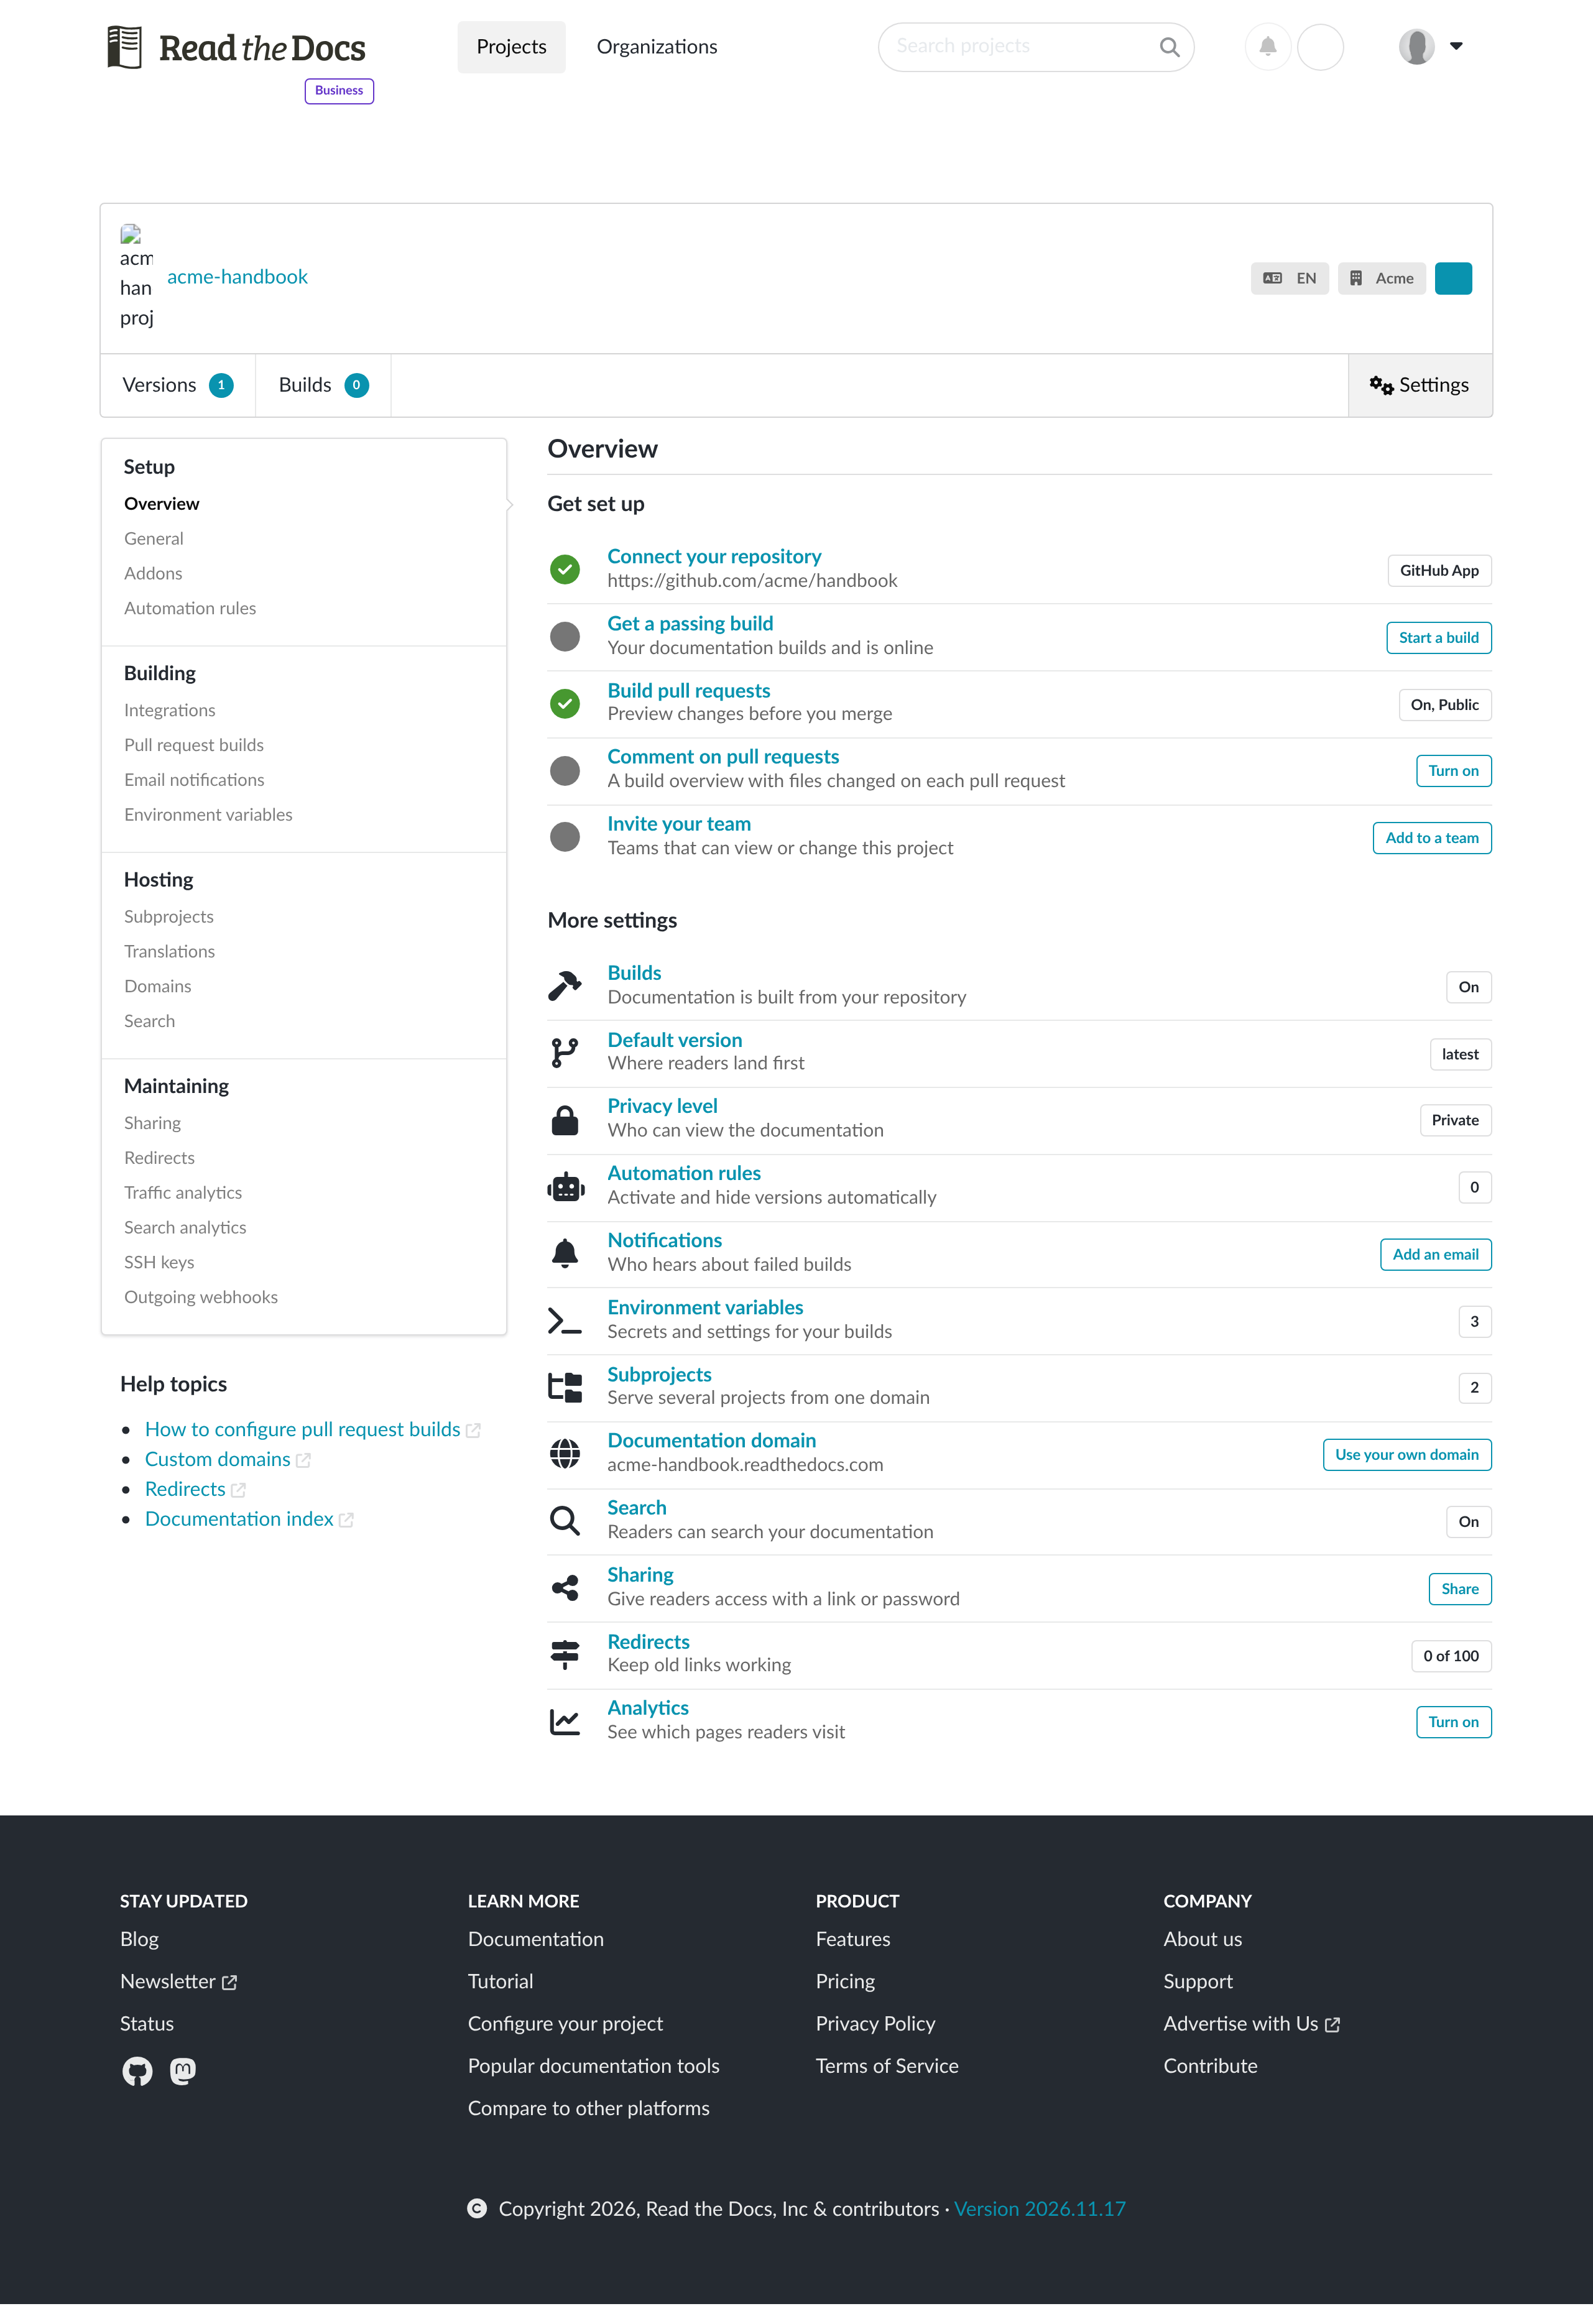 Read the Docs
Business
Projects
Organizations
Search projects
acm
han
proj
acme-handbook
EN
Acme
Versions 1
Builds 0
Settings
Setup
Overview
General
Addons
Automation rules
Building
Integrations
Pull request builds
Email notifications
Environment variables
Hosting
Subprojects
Translations
Domains
Search
Maintaining
Sharing
Redirects
Traffic analytics
Search analytics
SSH keys
Outgoing webhooks
Help topics
How to configure pull request builds
Custom domains
Redirects
Documentation index
Overview
Get set up
Connect your repository
https://github.com/acme/handbook
GitHub App
Get a passing build
Your documentation builds and is online
Start a build
Build pull requests
Preview changes before you merge
On, Public
Comment on pull requests
A build overview with files changed on each pull request
Turn on
Invite your team
Teams that can view or change this project
Add to a team
More settings
Builds
Documentation is built from your repository
On
Default version
Where readers land first
latest
Privacy level
Who can view the documentation
Private
Automation rules
Activate and hide versions automatically
0
Notifications
Who hears about failed builds
Add an email
Environment variables
Secrets and settings for your builds
3
Subprojects
Serve several projects from one domain
2
Documentation domain
acme-handbook.readthedocs.com
Use your own domain
Search
Readers can search your documentation
On
Sharing
Give readers access with a link or password
Share
Redirects
Keep old links working
0 of 100
Analytics
See which pages readers visit
Turn on
STAY UPDATED
Blog
Newsletter
Status
LEARN MORE
Documentation
Tutorial
Configure your project
Popular documentation tools
Compare to other platforms
PRODUCT
Features
Pricing
Privacy Policy
Terms of Service
COMPANY
About us
Support
Advertise with Us
Contribute
Copyright 2026, Read the Docs, Inc & contributors · Version 2026.11.17